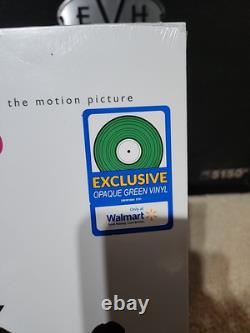 EVH
the motion picture
EXCLUSIVE
OPAQUE GREEN VINYL
Only at
Walmart
5150